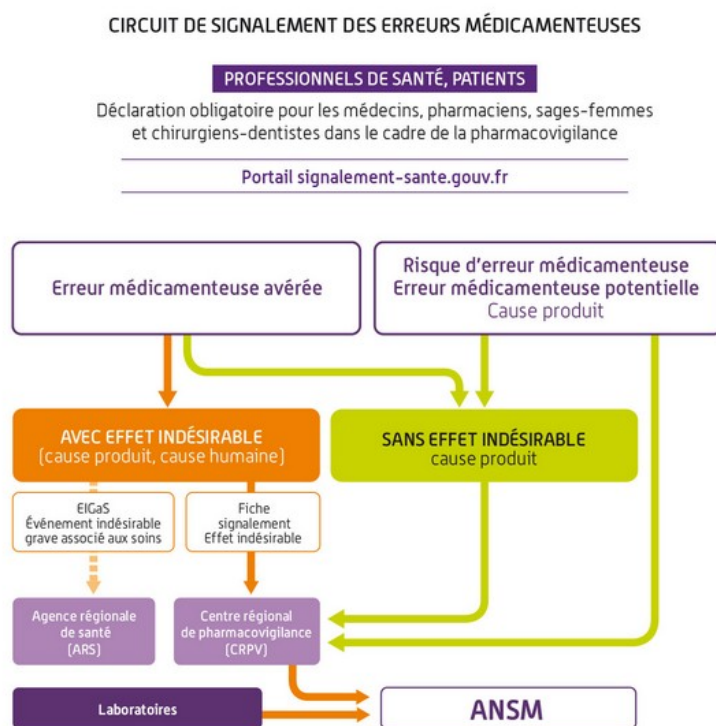 CIRCUIT DE SIGNALEMENT DES ERREURS MÉDICAMENTEUSES
PROFESSIONNELS DE SANTÉ, PATIENTS
Déclaration obligatoire pour les médecins, pharmaciens, sages-femmes
et chirurgiens-dentistes dans le cadre de la pharmacovigilance
Portail signalement-sante.gouv.fr
Erreur médicamenteuse avérée
Risque d'erreur médicamenteuse
Erreur médicamenteuse potentielle
Cause produit
AVEC EFFET INDÉSIRABLE
(cause produit, cause humaine)
SANS EFFET INDÉSIRABLE
cause produit
EIGaS
Événement indésirable
grave associé aux soins
Fiche
signalement
Effet indésirable
Agence régionale
de santé
(ARS)
Centre régional
de pharmacovigilance
(CRPV)
Laboratoires
ANSM